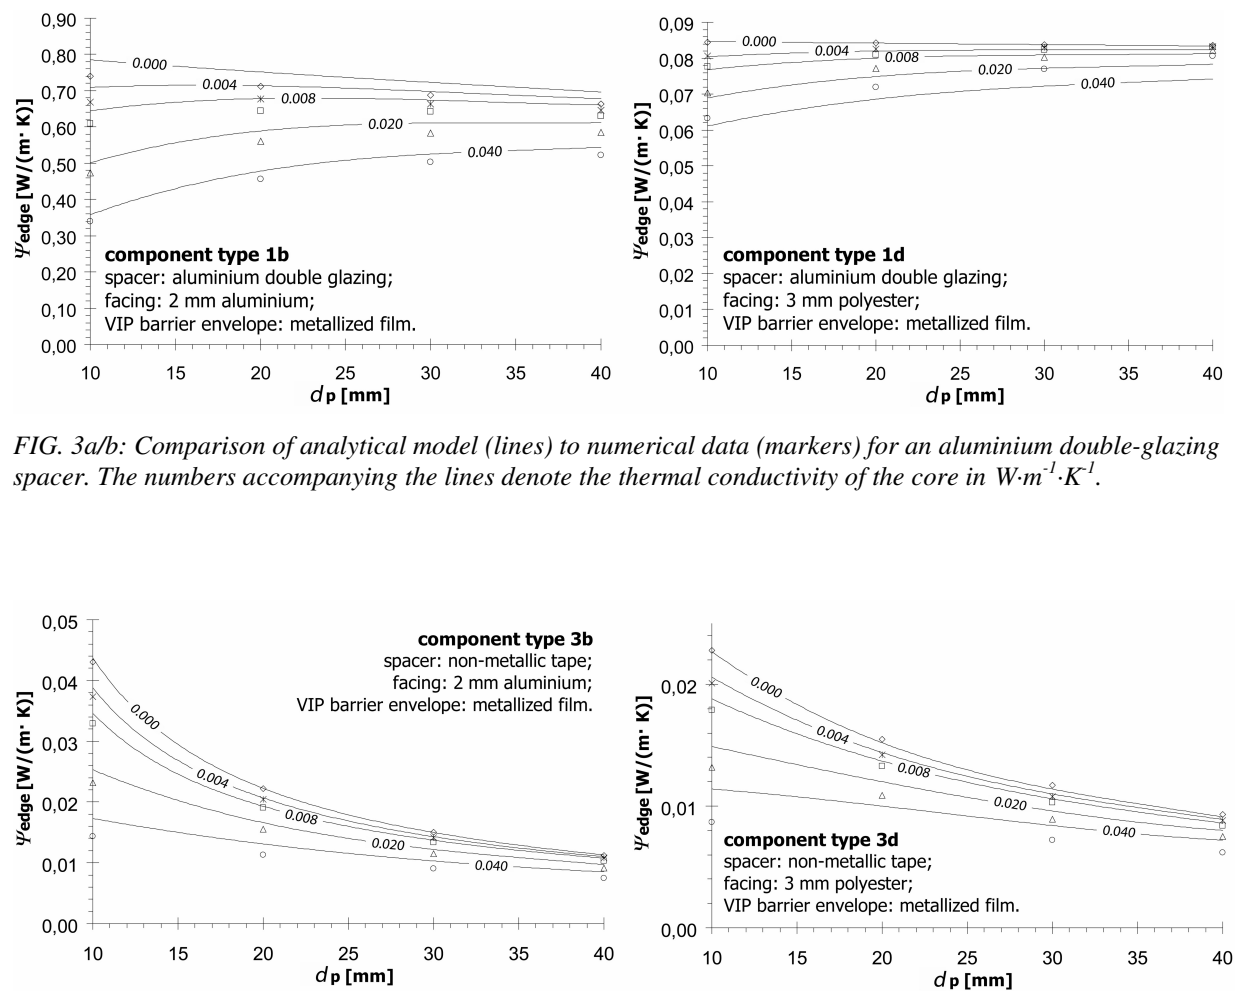 0,90
0,80
0,70
0,60
0,50
0,40
0,30
0,20
0,10
0,00
Ψedge [W/(m· K)]
0.000
0.004
0.008
0.020
0.040
component type 1b
spacer: aluminium double glazing;
facing: 2 mm aluminium;
VIP barrier envelope: metallized film.
10 15 20 25 30 35 40
dp [mm]
0,09
0,08
0,07
0,06
0,05
0,04
0,03
0,02
0,01
0,00
Ψedge [W/(m· K)]
0.000
0.004
0.008
0.020
0.040
component type 1d
spacer: aluminium double glazing;
facing: 3 mm polyester;
VIP barrier envelope: metallized film.
10 15 20 25 30 35 40
dp [mm]
FIG. 3a/b: Comparison of analytical model (lines) to numerical data (markers) for an aluminium double-glazing
spacer. The numbers accompanying the lines denote the thermal conductivity of the core in W·m⁻¹·K⁻¹.
0,05
0,04
0,03
0,02
0,01
0,00
Ψedge [W/(m· K)]
component type 3b
spacer: non-metallic tape;
facing: 2 mm aluminium;
VIP barrier envelope: metallized film.
0.000
0.004
0.008
0.020
0.040
10 15 20 25 30 35 40
dp [mm]
0,02
0,01
0,00
Ψedge [W/(m· K)]
0.000
0.004
0.008
0.020
0.040
component type 3d
spacer: non-metallic tape;
facing: 3 mm polyester;
VIP barrier envelope: metallized film.
10 15 20 25 30 35 40
dp [mm]